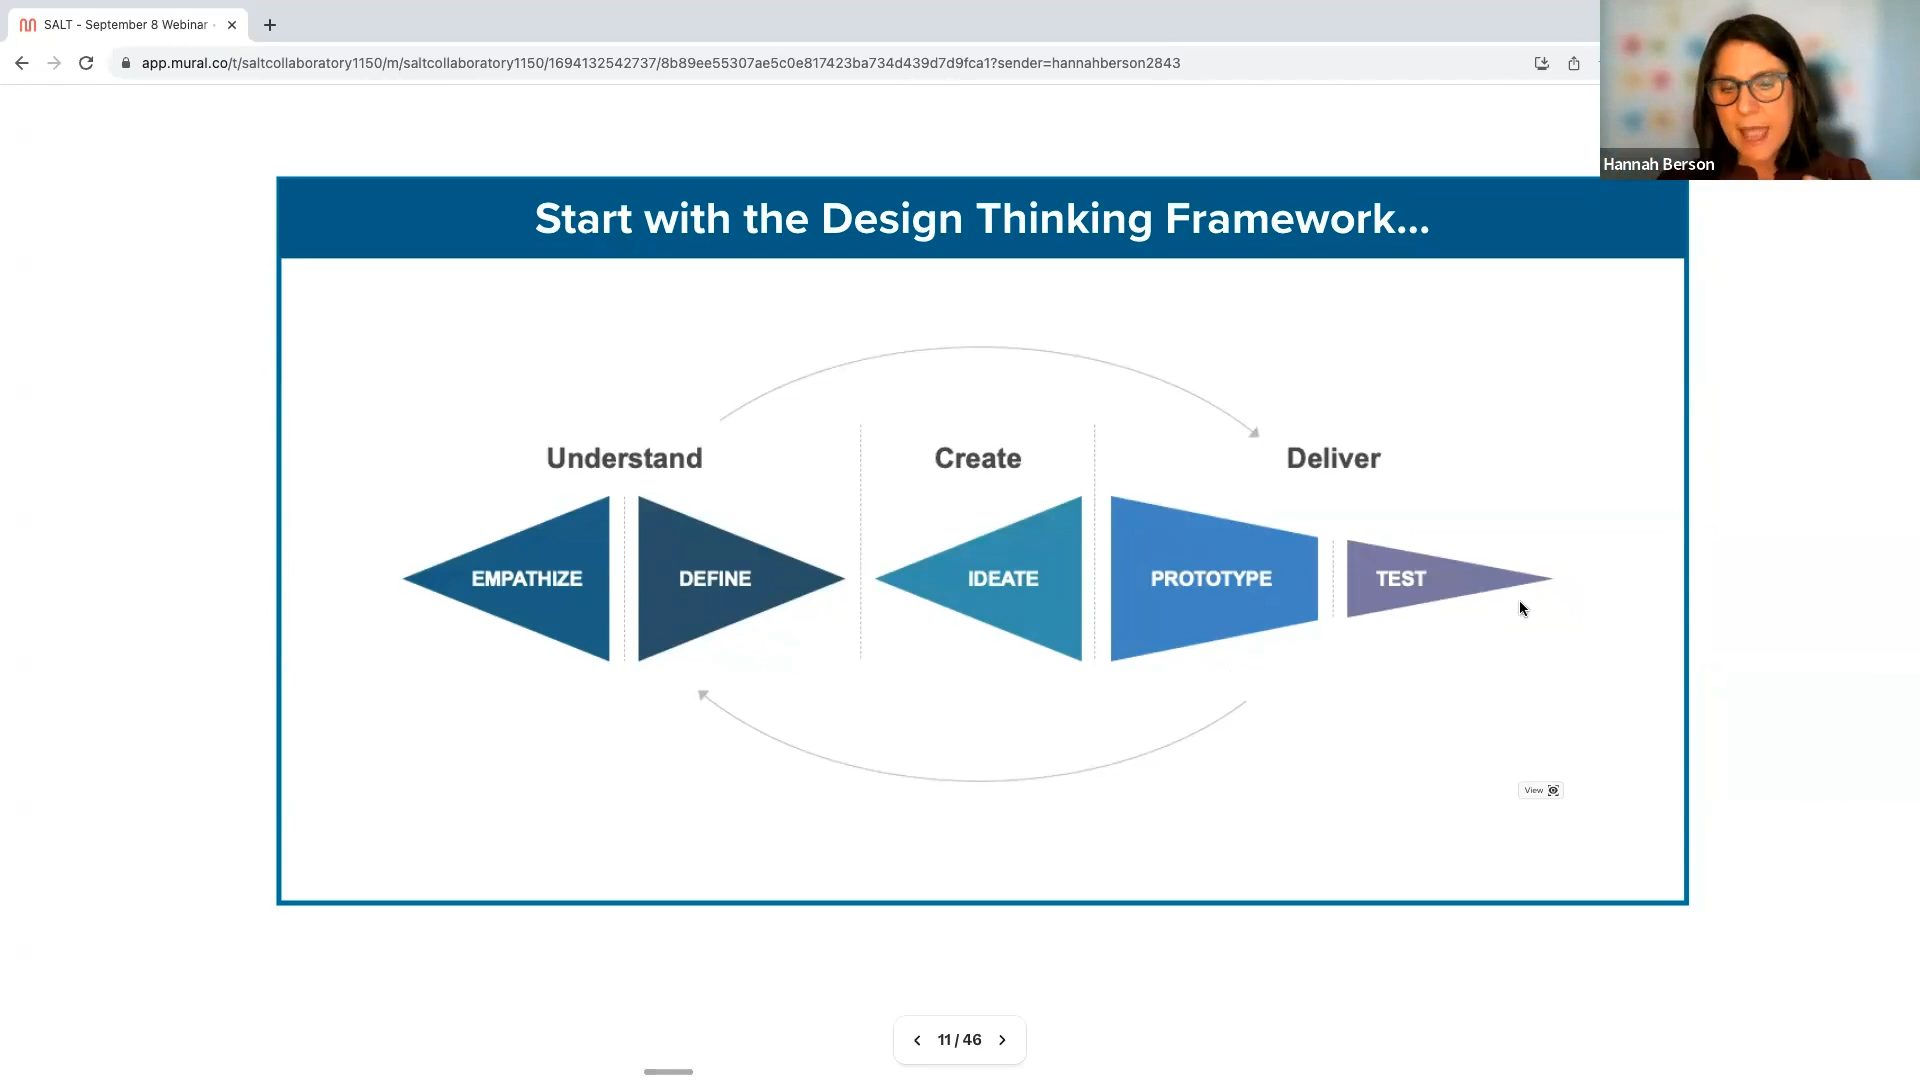 SALT - September 8 Webinar
app.mural.co/t/saltcollaboratory1150/m/saltcollaboratory1150/1694132542737/8b89ee55307ae5c0e817423ba734d439d7d9fca1?sender=hannahberson2843
Hannah Berson
Start with the Design Thinking Framework...
Understand Create Deliver
EMPATHIZE DEFINE IDEATE PROTOTYPE TEST
View
11 / 46